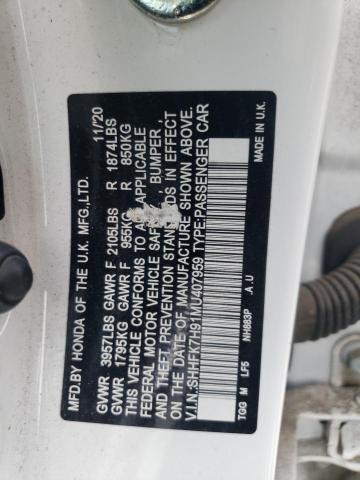 MFD.BY HONDA OF THE U.K. MFG.,LTD. 11/20
GVWR 3957LBS GAWR F 2105LBS R 1874LBS
GVWR 1795KG GAWR F 955KG R 850KG
THIS VEHICLE CONFORMS TO APPLICABLE
FEDERAL MOTOR VEHICLE SAFETY, BUMPER,
AND THEFT PREVENTION STANDARDS IN EFFECT
ON THE DATE OF MANUFACTURE SHOWN ABOVE.
V.I.N.:SHHFK7H91MU407959 TYPE:PASSENGER CAR
TGG M LF5 NH883P .A.U MADE IN U.K.